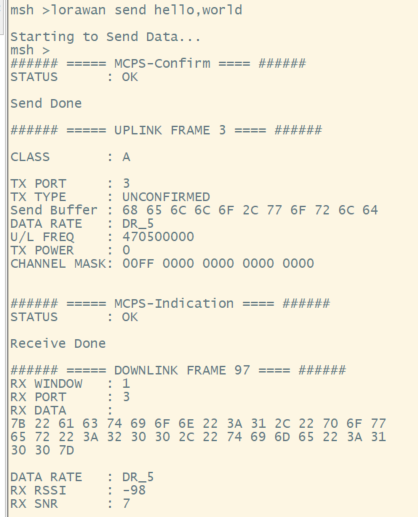 msh >lorawan send hello,world
Starting to Send Data...
msh >
###### ===== MCPS-Confirm ==== ######
STATUS : OK
Send Done
###### ===== UPLINK FRAME 3 ==== ######
CLASS : A
TX PORT : 3
TX TYPE : UNCONFIRMED
Send Buffer : 68 65 6C 6C 6F 2C 77 6F 72 6C 64
DATA RATE : DR_5
U/L FREQ : 470500000
TX POWER : 0
CHANNEL MASK: 00FF 0000 0000 0000 0000
###### ===== MCPS-Indication ==== ######
STATUS : OK
Receive Done
###### ===== DOWNLINK FRAME 97 ==== ######
RX WINDOW : 1
RX PORT : 3
RX DATA :
7B 22 61 63 74 69 6F 6E 22 3A 31 2C 22 70 6F 77
65 72 22 3A 32 30 30 2C 22 74 69 6D 65 22 3A 31
30 30 7D
DATA RATE : DR_5
RX RSSI : -98
RX SNR : 7